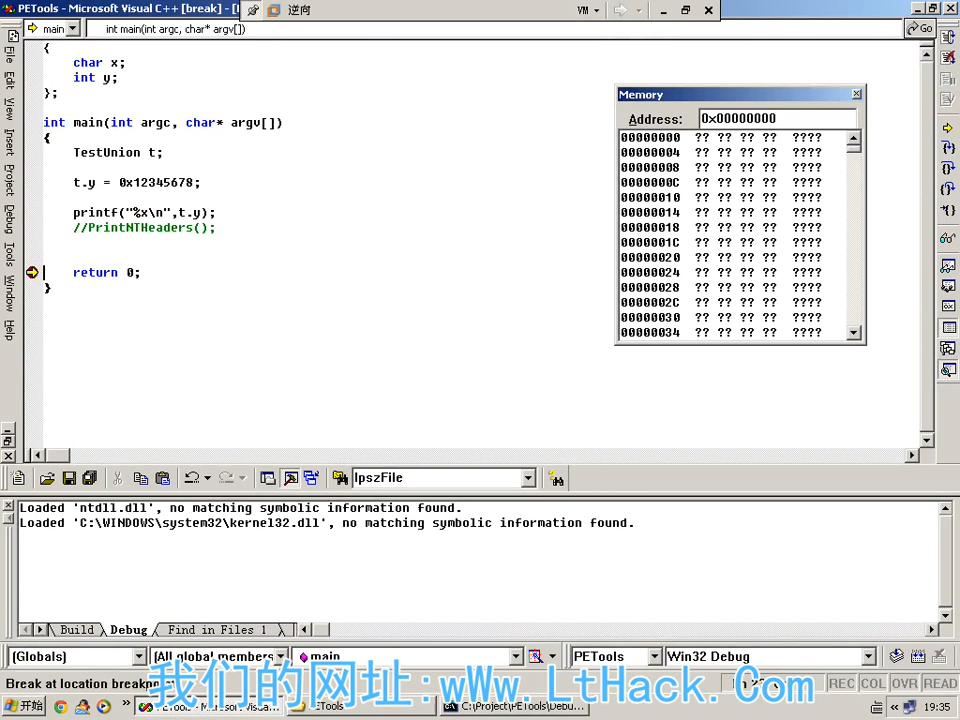 PETools - Microsoft Visual C++ [break] - [
逆向
VM
main
int main(int argc, char* argv[])
Go
File
Edit
View
Insert
Project
Debug
Tools
Window
Help
{
char x;
int y;
};
int main(int argc, char* argv[])
{
TestUnion t;
t.y = 0x12345678;
printf("%x\n",t.y);
//PrintNTHeaders();
return 0;
}
Memory
Address: 0x00000000
00000000 ?? ?? ?? ?? ????
00000004 ?? ?? ?? ?? ????
00000008 ?? ?? ?? ?? ????
0000000C ?? ?? ?? ?? ????
00000010 ?? ?? ?? ?? ????
00000014 ?? ?? ?? ?? ????
00000018 ?? ?? ?? ?? ????
0000001C ?? ?? ?? ?? ????
00000020 ?? ?? ?? ?? ????
00000024 ?? ?? ?? ?? ????
00000028 ?? ?? ?? ?? ????
0000002C ?? ?? ?? ?? ????
00000030 ?? ?? ?? ?? ????
00000034 ?? ?? ?? ?? ????
lpszFile
Loaded 'ntdll.dll', no matching symbolic information found.
Loaded 'C:\WINDOWS\system32\kernel32.dll', no matching symbolic information found.
Build Debug Find in Files 1
(Globals) (All global members main PETools Win32 Debug
我们的网址:wWw.LtHack.Com
Break at location breakpo
REC COL OVR READ
开始 PETools - Microsoft Visual... PETools C:\Project\PETools\Debu... 19:35